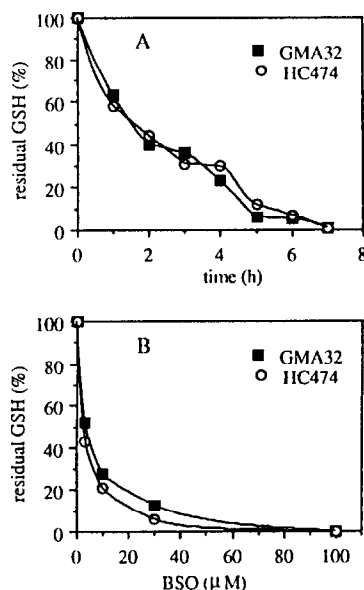 A
GMA32
HC474
residual GSH (%)
100
80
60
40
20
0
0 2 4 6 8
time (h)
B
GMA32
HC474
residual GSH (%)
100
80
60
40
20
0
0 20 40 60 80 100
BSO (μ M)